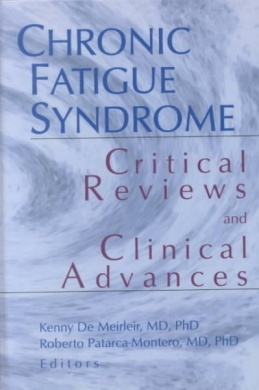 CHRONIC
FATIGUE
SYNDROME
Critical
Reviews
and
Clinical
Advances
Kenny De Meirleir, MD, PhD
Roberto Patarca-Montero, MD, PhD
Editors